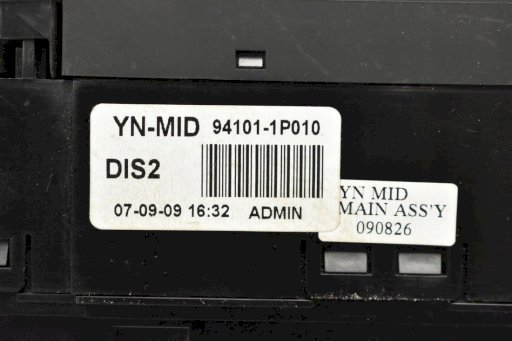 YN-MID 94101-1P010
DIS2
07-09-09 16:32 ADMIN
YN MID
MAIN ASS'Y
090826